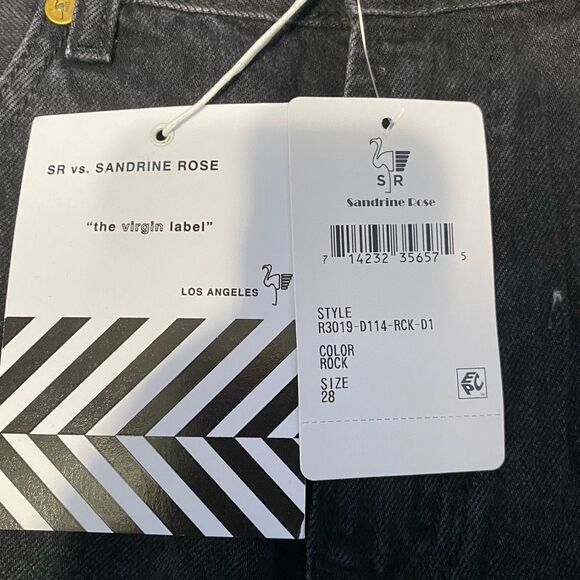 SR vs. SANDRINE ROSE
"the virgin label"
LOS ANGELES
S R
Sandrine Rose
7 14232 35657 5
STYLE
R3019-D114-RCK-D1
COLOR
ROCK
SIZE
28
EPC